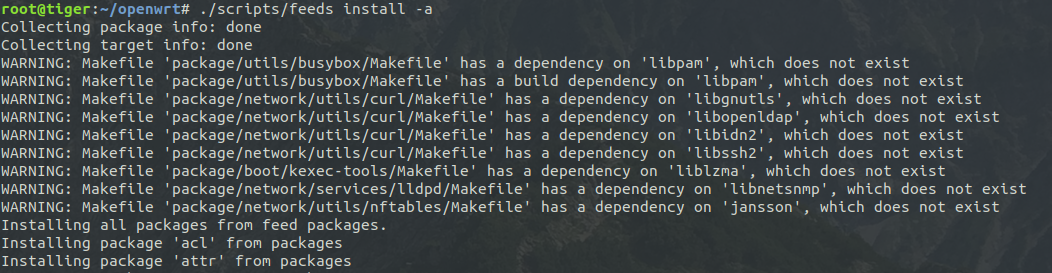 root@tiger:~/openwrt# ./scripts/feeds install -a
Collecting package info: done
Collecting target info: done
WARNING: Makefile 'package/utils/busybox/Makefile' has a dependency on 'libpam', which does not exist
WARNING: Makefile 'package/utils/busybox/Makefile' has a build dependency on 'libpam', which does not exist
WARNING: Makefile 'package/network/utils/curl/Makefile' has a dependency on 'libgnutls', which does not exist
WARNING: Makefile 'package/network/utils/curl/Makefile' has a dependency on 'libopenldap', which does not exist
WARNING: Makefile 'package/network/utils/curl/Makefile' has a dependency on 'libidn2', which does not exist
WARNING: Makefile 'package/network/utils/curl/Makefile' has a dependency on 'libssh2', which does not exist
WARNING: Makefile 'package/boot/kexec-tools/Makefile' has a dependency on 'liblzma', which does not exist
WARNING: Makefile 'package/network/services/lldpd/Makefile' has a dependency on 'libnetsnmp', which does not exist
WARNING: Makefile 'package/network/utils/nftables/Makefile' has a dependency on 'jansson', which does not exist
Installing all packages from feed packages.
Installing package 'acl' from packages
Installing package 'attr' from packages